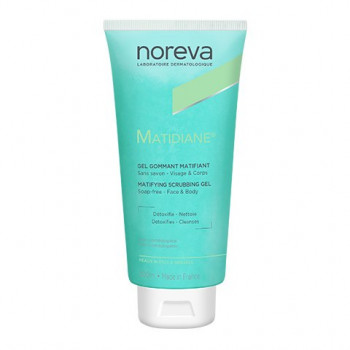 noreva
LABORATOIRE DERMATOLOGIQUE
MATIDIANE
GEL GOMMANT MATIFIANT
Sans savon - Visage & Corps
MATIFYING SCRUBBING GEL
Soap-free - Face & Body
Détoxifie - Nettoie
Detoxifies - Cleanses